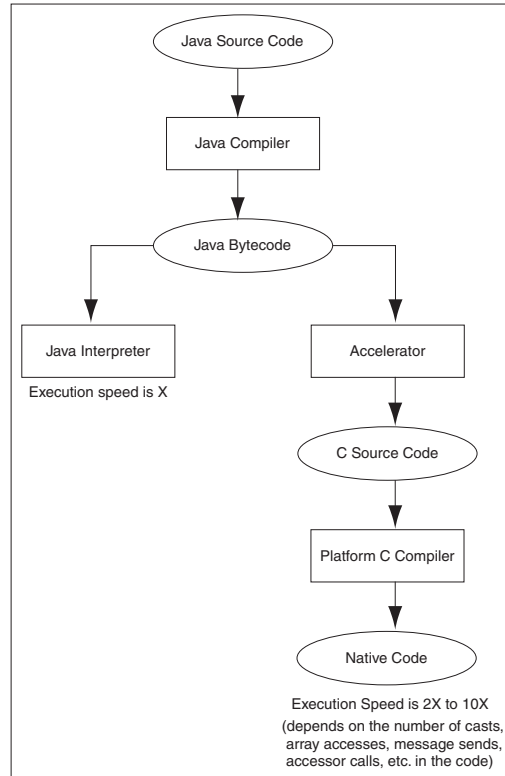 Java Source Code
Java Compiler
Java Bytecode
Java Interpreter
Accelerator
Execution speed is X
C Source Code
Platform C Compiler
Native Code
Execution Speed is 2X to 10X
(depends on the number of casts,
array accesses, message sends,
accessor calls, etc. in the code)